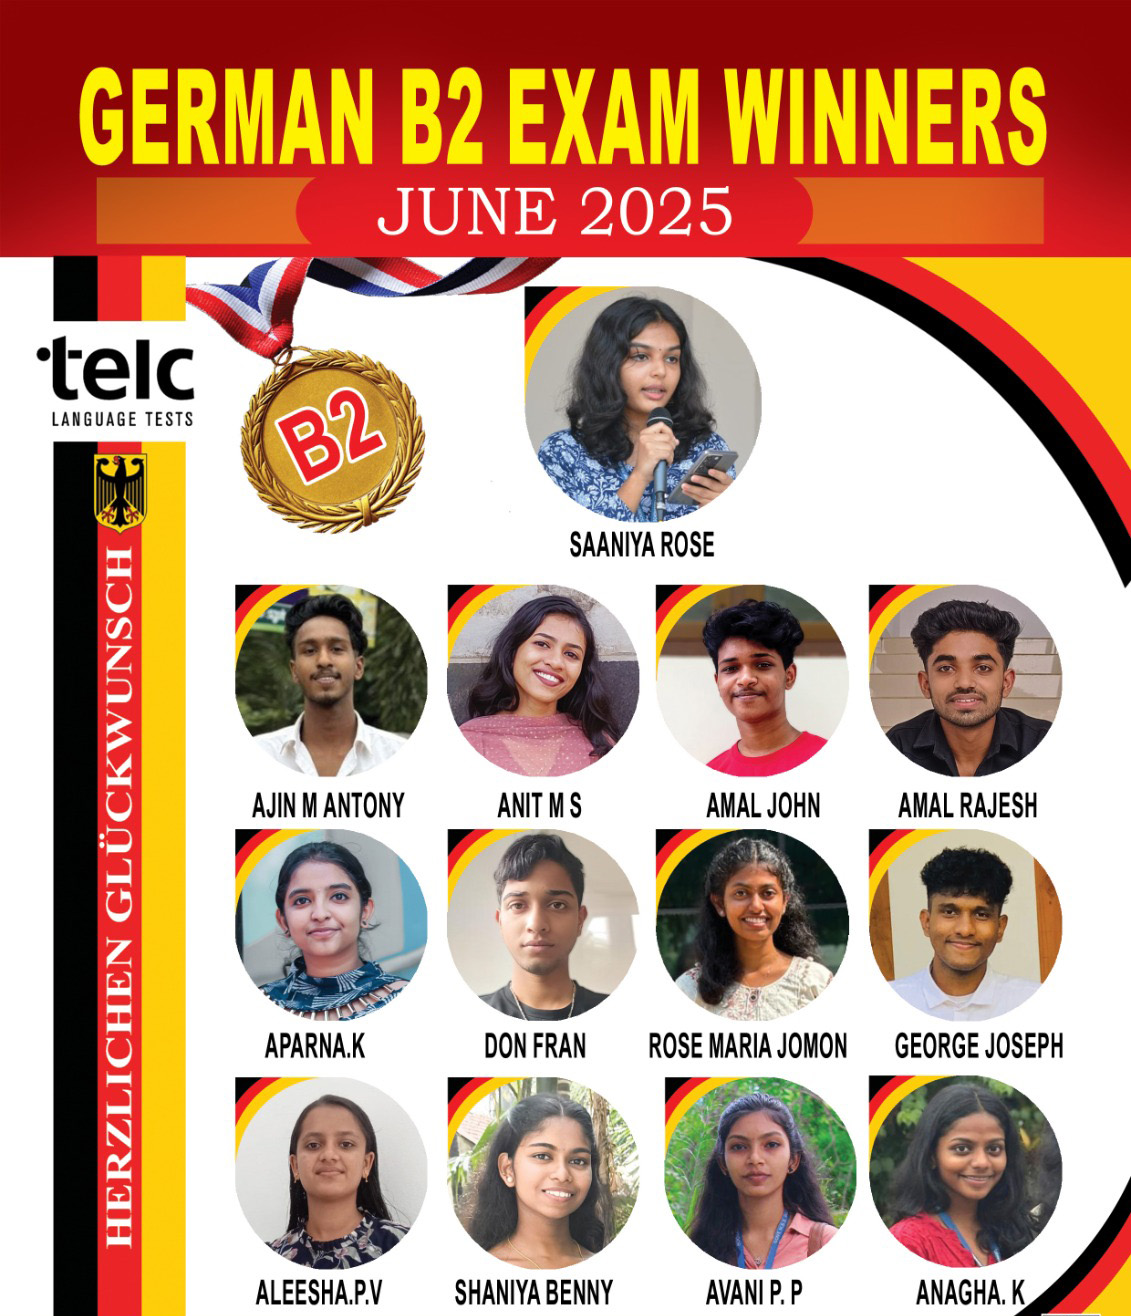 GERMAN B2 EXAM WINNERS
JUNE 2025
telc
LANGUAGE TESTS
B2
HERZLICHEN GLÜCKWUNSCH
SAANIYA ROSE
AJIN M ANTONY
ANIT M S
AMAL JOHN
AMAL RAJESH
APARNA.K
DON FRAN
ROSE MARIA JOMON
GEORGE JOSEPH
ALEESHA.P.V
SHANIYA BENNY
AVANI P. P
ANAGHA. K